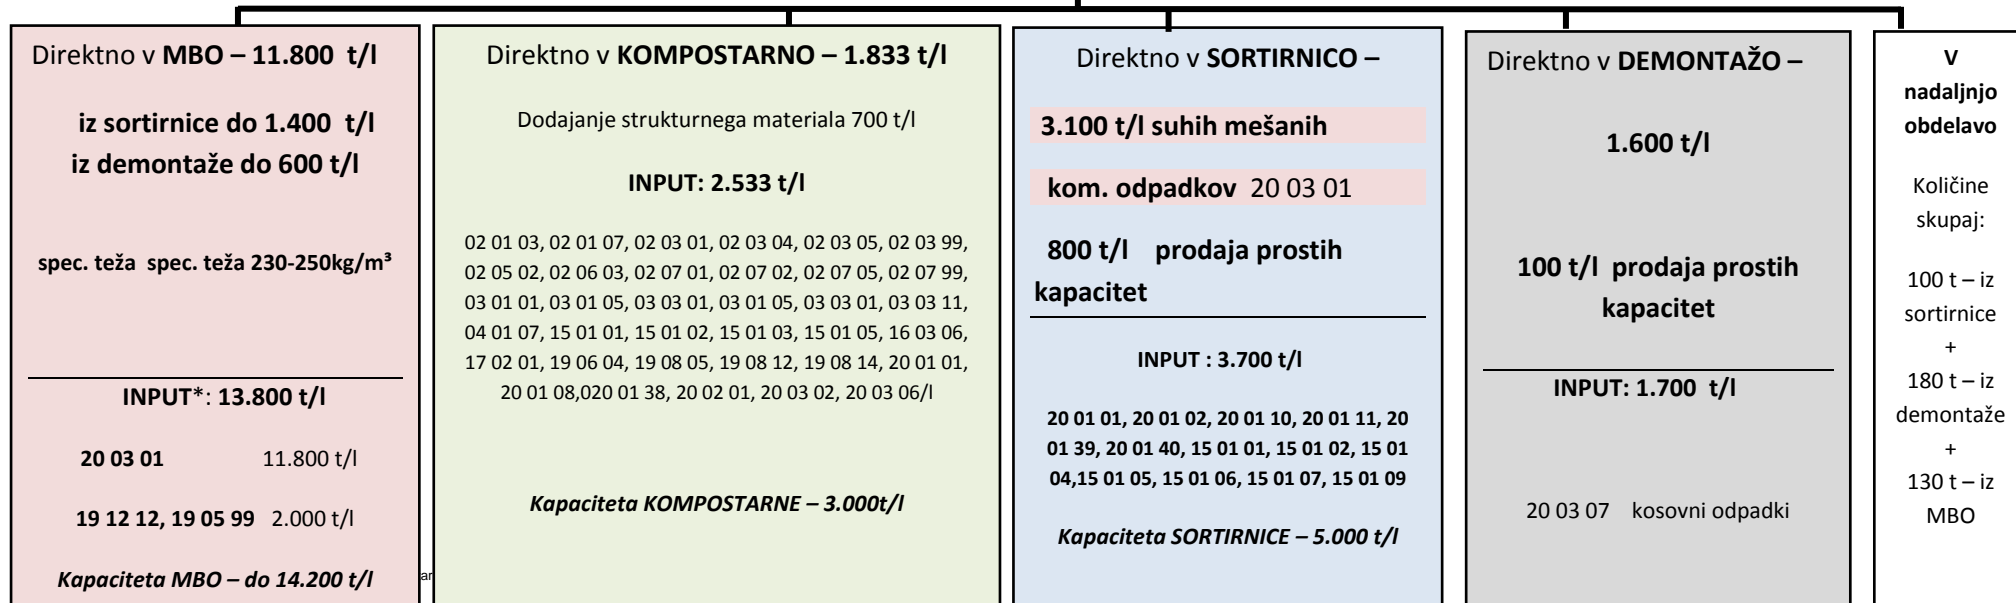 Direktno v MBO – 11.800 t/l
iz sortirnice do 1.400 t/l
iz demontaže do 600 t/l
spec. teža spec. teža 230-250kg/m³
INPUT*: 13.800 t/l
20 03 01 11.800 t/l
19 12 12, 19 05 99 2.000 t/l
Kapaciteta MBO – do 14.200 t/l
Direktno v KOMPOSTARNO – 1.833 t/l
Dodajanje strukturnega materiala 700 t/l
INPUT: 2.533 t/l
02 01 03, 02 01 07, 02 03 01, 02 03 04, 02 03 05, 02 03 99,
02 05 02, 02 06 03, 02 07 01, 02 07 02, 02 07 05, 02 07 99,
03 01 01, 03 01 05, 03 03 01, 03 01 05, 03 03 01, 03 03 11,
04 01 07, 15 01 01, 15 01 02, 15 01 03, 15 01 05, 16 03 06,
17 02 01, 19 06 04, 19 08 05, 19 08 12, 19 08 14, 20 01 01,
20 01 08,020 01 38, 20 02 01, 20 03 02, 20 03 06/l
Kapaciteta KOMPOSTARNE – 3.000t/l
Direktno v SORTIRNICO –
3.100 t/l suhih mešanih
kom. odpadkov 20 03 01
800 t/l prodaja prostih
kapacitet
INPUT : 3.700 t/l
20 01 01, 20 01 02, 20 01 10, 20 01 11, 20
01 39, 20 01 40, 15 01 01, 15 01 02, 15 01
04,15 01 05, 15 01 06, 15 01 07, 15 01 09
Kapaciteta SORTIRNICE – 5.000 t/l
Direktno v DEMONTAŽO –
1.600 t/l
100 t/l prodaja prostih
kapacitet
INPUT: 1.700 t/l
20 03 07 kosovni odpadki
V
nadaljnjo
obdelavo
Količine
skupaj:
100 t – iz
sortirnice
+
180 t – iz
demontaže
+
130 t – iz
MBO